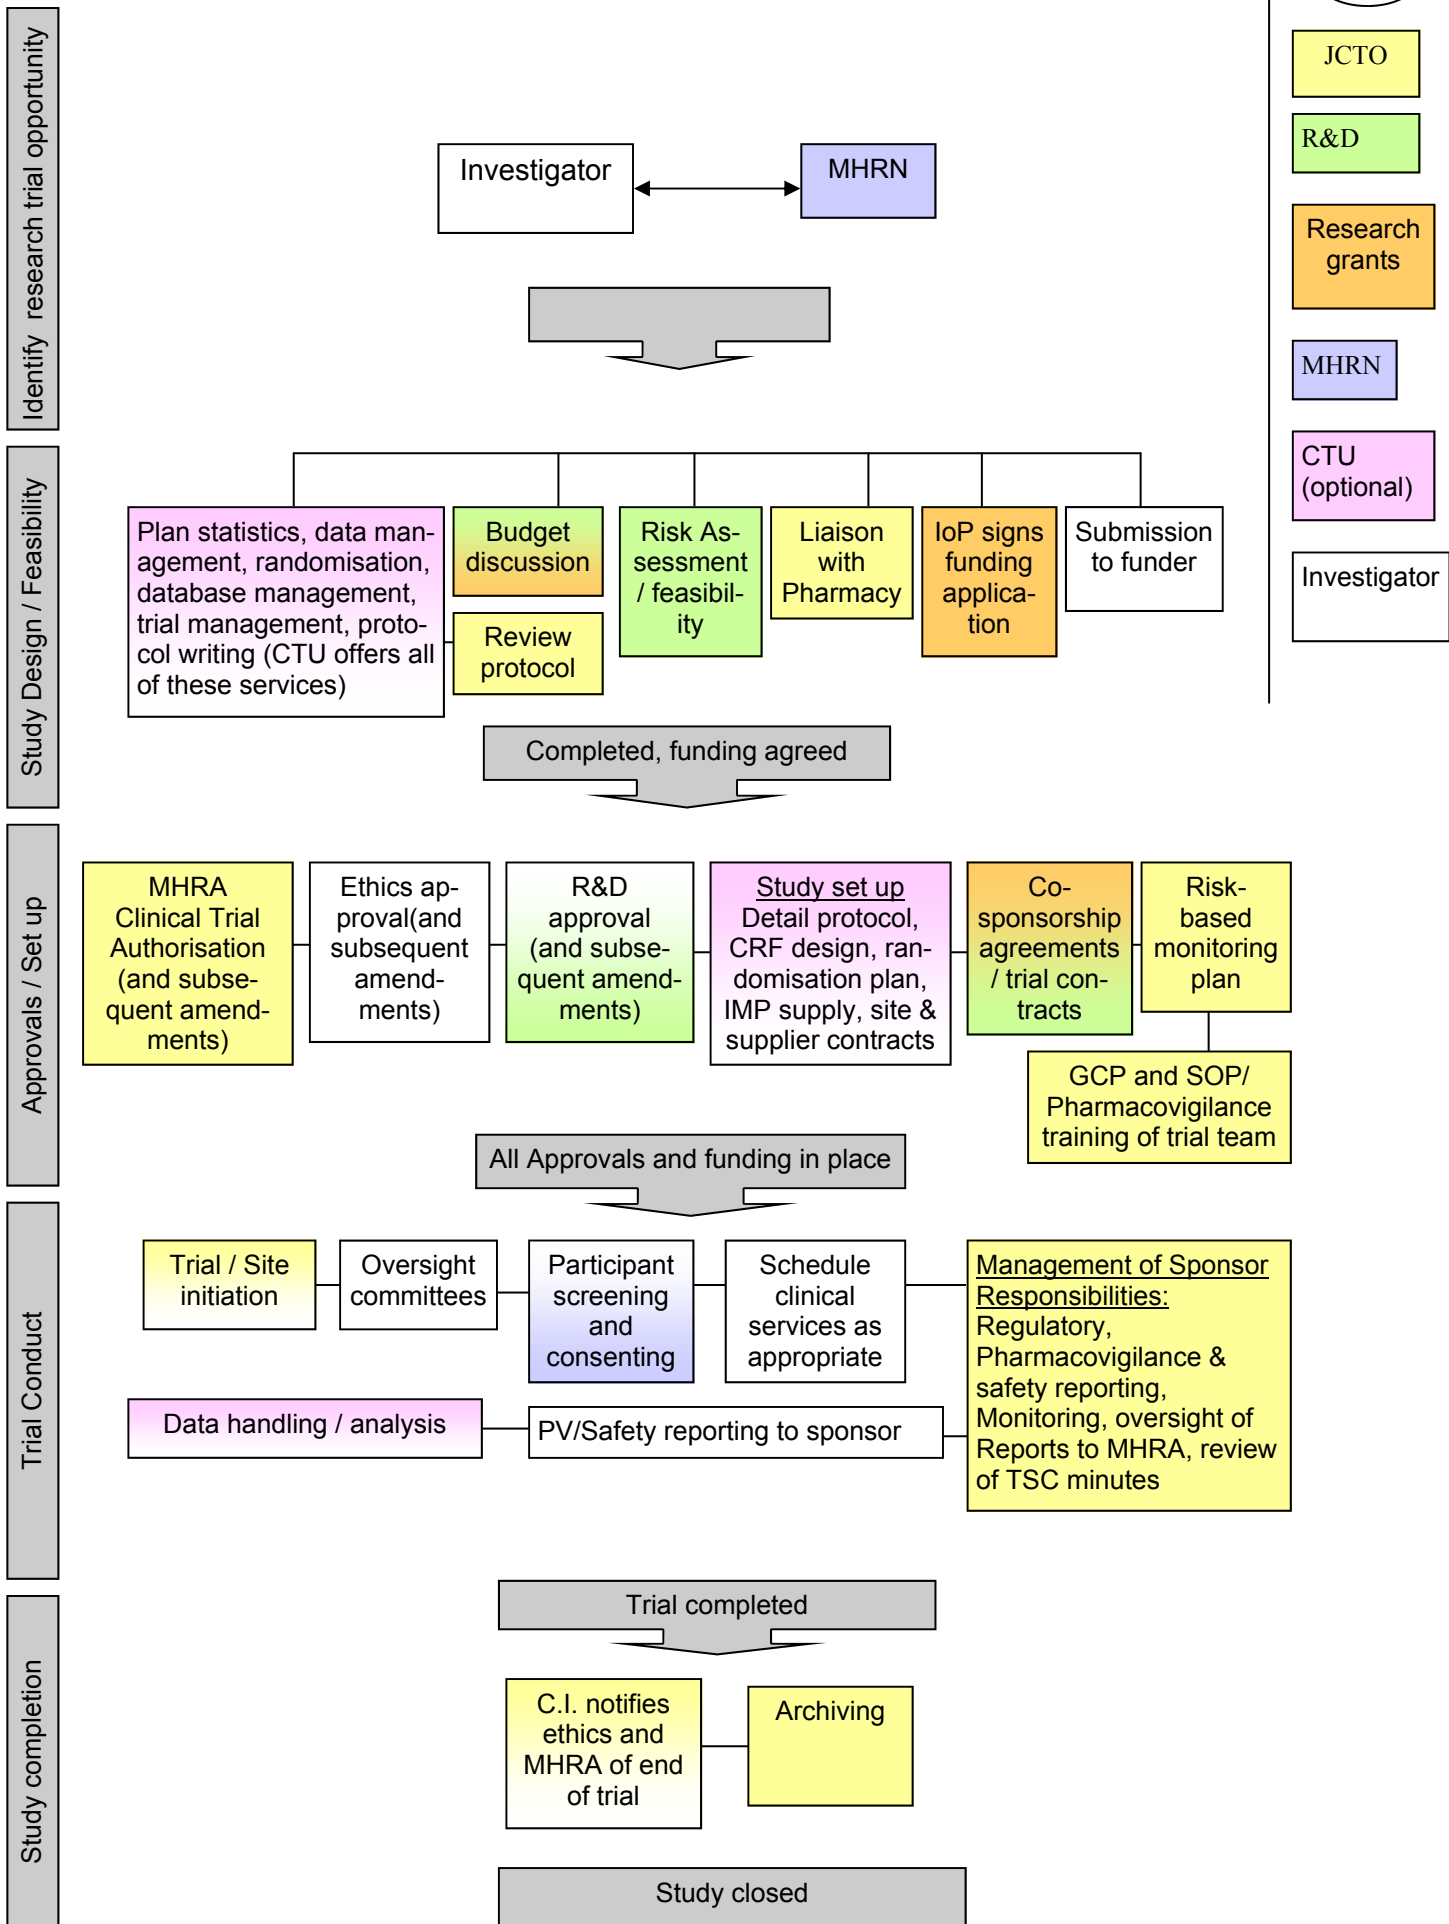 Identify research trial opportunity
Investigator
MHRN
JCTO
R&D
Research
grants
MHRN
CTU
(optional)
Investigator
Study Design / Feasibility
Plan statistics, data man-
agement, randomisation,
database management,
trial management, proto-
col writing (CTU offers all
of these services)
Budget
discussion
Review
protocol
Risk As-
sessment
/ feasibil-
ity
Liaison
with
Pharmacy
IoP signs
funding
applica-
tion
Submission
to funder
Completed, funding agreed
Approvals / Set up
MHRA
Clinical Trial
Authorisation
(and subse-
quent amend-
ments)
Ethics ap-
proval(and
subsequent
amend-
ments)
R&D
approval
(and subse-
quent amend-
ments)
Study set up
Detail protocol,
CRF design, ran-
domisation plan,
IMP supply, site &
supplier contracts
Co-
sponsorship
agreements
/ trial con-
tracts
Risk-
based
monitoring
plan
GCP and SOP/
Pharmacovigilance
training of trial team
All Approvals and funding in place
Trial Conduct
Trial / Site
initiation
Oversight
committees
Participant
screening
and
consenting
Schedule
clinical
services as
appropriate
Management of Sponsor
Responsibilities:
Regulatory,
Pharmacovigilance &
safety reporting,
Monitoring, oversight of
Reports to MHRA, review
of TSC minutes
Data handling / analysis
PV/Safety reporting to sponsor
Trial completed
Study completion
C.I. notifies
ethics and
MHRA of end
of trial
Archiving
Study closed